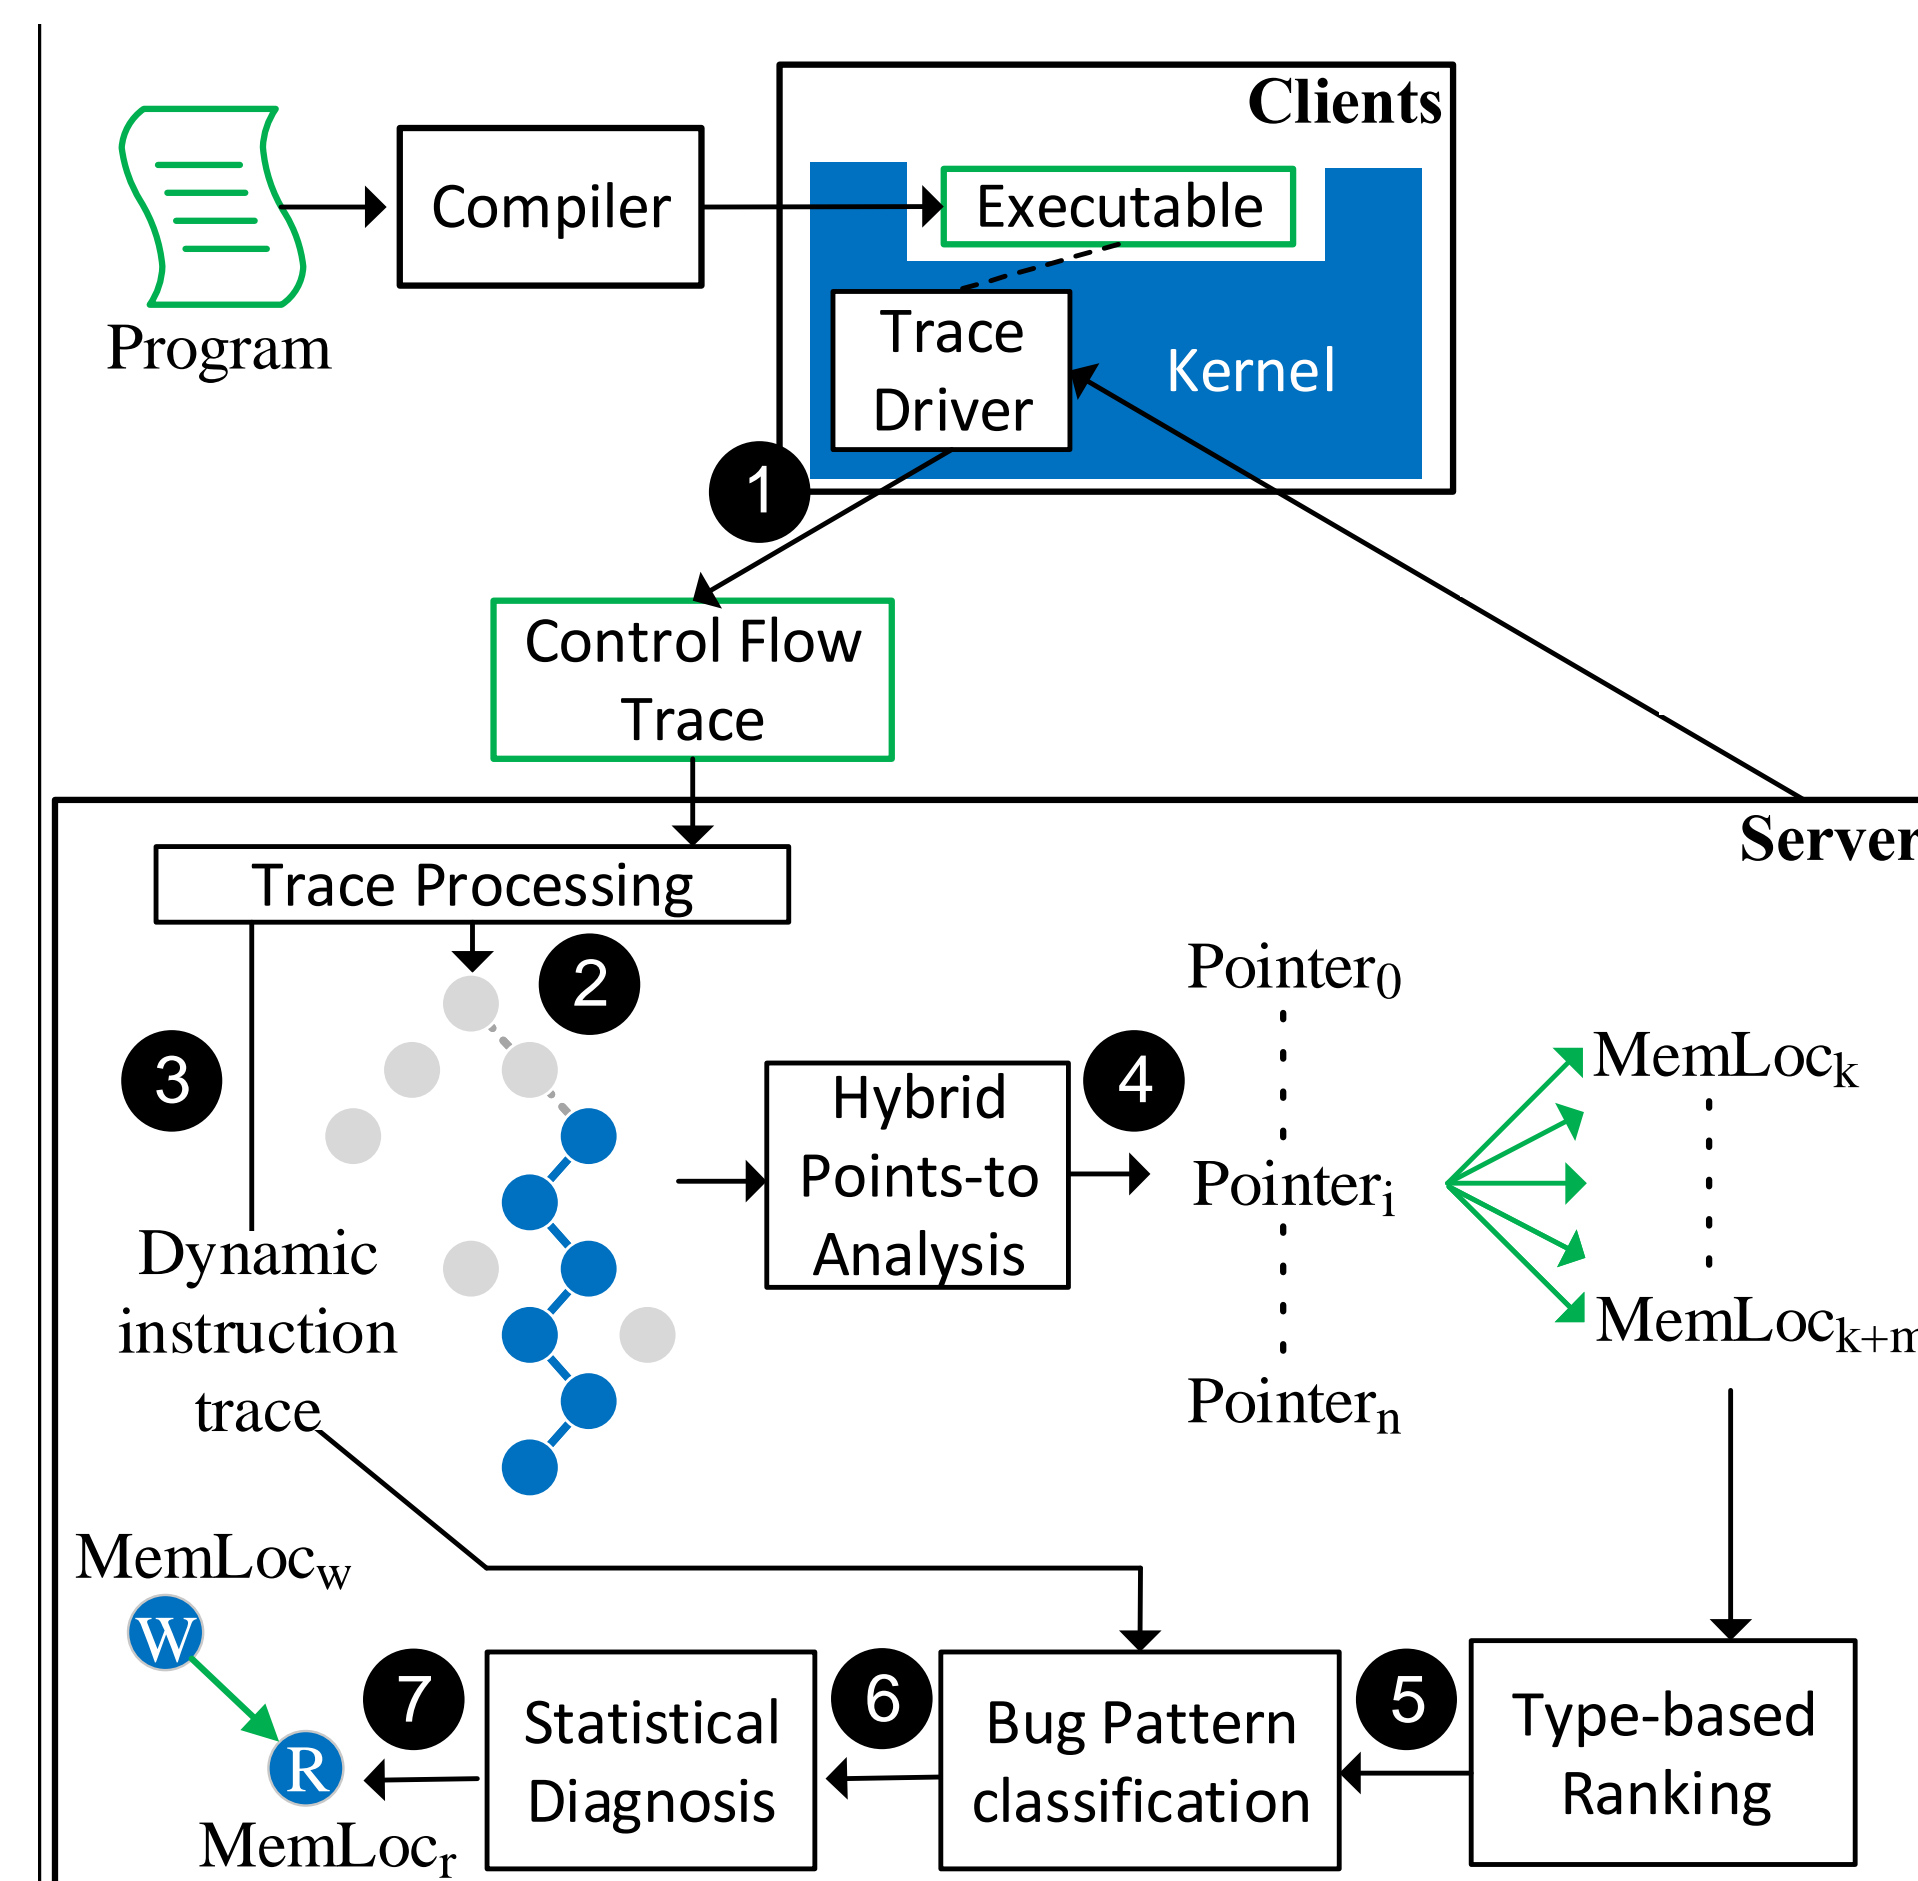 Clients
Compiler
Executable
Program
Trace
Driver
Kernel
1
Control Flow
Trace
Server
Trace Processing
2
3
Pointer0
4
MemLock
Hybrid
Points-to
Analysis
Pointeri
Dynamic
instruction
trace
MemLock+m
Pointern
MemLocw
W
7
Statistical
Diagnosis
6
Bug Pattern
classification
5
Type-based
Ranking
R
MemLocr